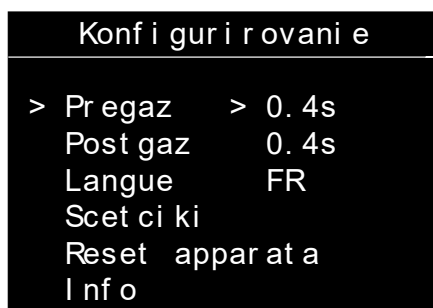 Konfigurirovanie
> Pregaz > 0.4s
Postgaz 0.4s
Langue FR
Scetciki
Reset apparata
Info